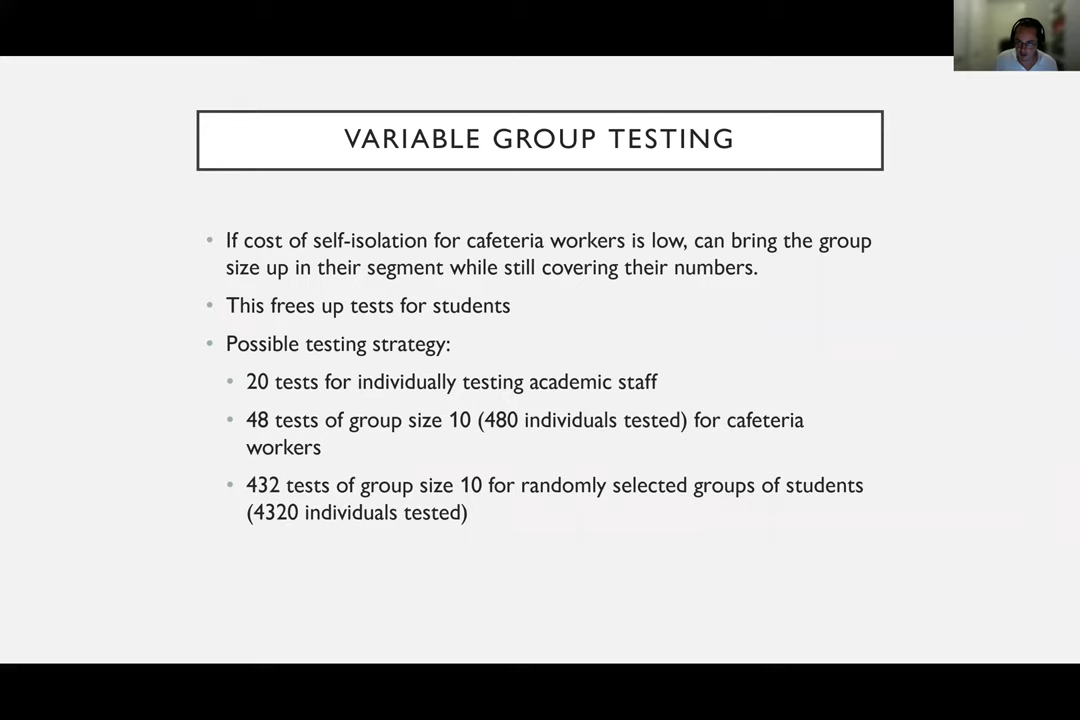 VARIABLE GROUP TESTING
• If cost of self-isolation for cafeteria workers is low, can bring the group
size up in their segment while still covering their numbers.
• This frees up tests for students
• Possible testing strategy:
• 20 tests for individually testing academic staff
• 48 tests of group size 10 (480 individuals tested) for cafeteria
workers
• 432 tests of group size 10 for randomly selected groups of students
(4320 individuals tested)